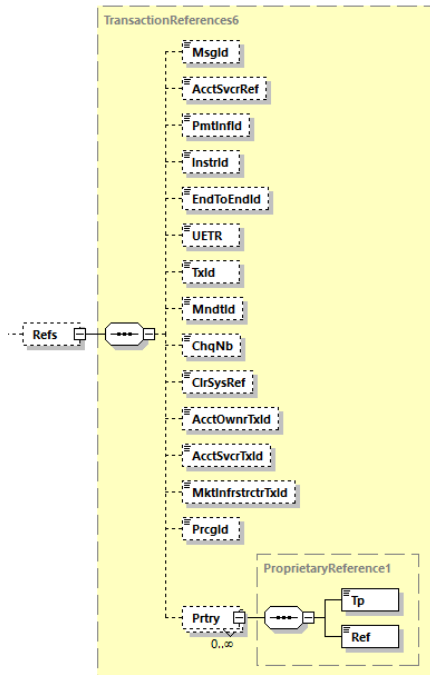 TransactionReferences6
MsgId
AcctSvcrRef
PmtInfId
InstrId
EndToEndId
UETR
TxId
MndtId
Refs
ChqNb
ClrSysRef
AcctOwnrTxId
AcctSvcrTxId
MktInfrstrctrTxId
PrcgId
ProprietaryReference1
Tp
Prtry
0..∞
Ref